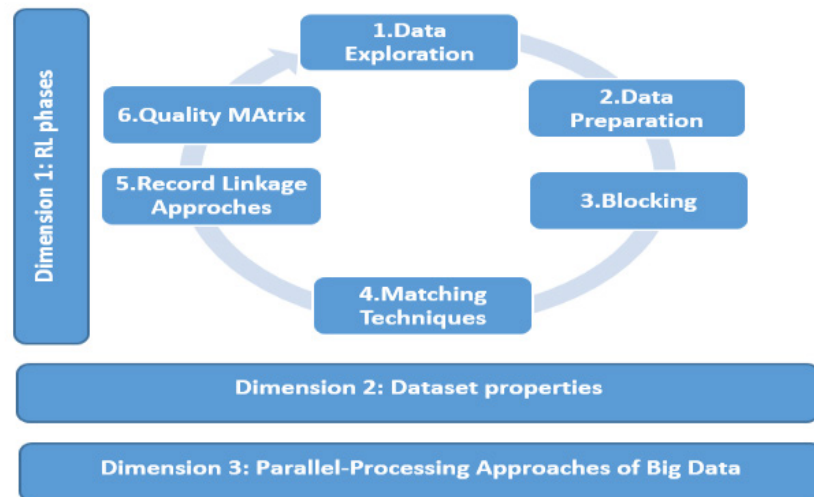 Dimension 1: RL phases
1.Data
Exploration
2.Data
Preparation
3.Blocking
4.Matching
Techniques
5.Record Linkage
Approches
6.Quality MAtrix
Dimension 2: Dataset properties
Dimension 3: Parallel-Processing Approaches of Big Data